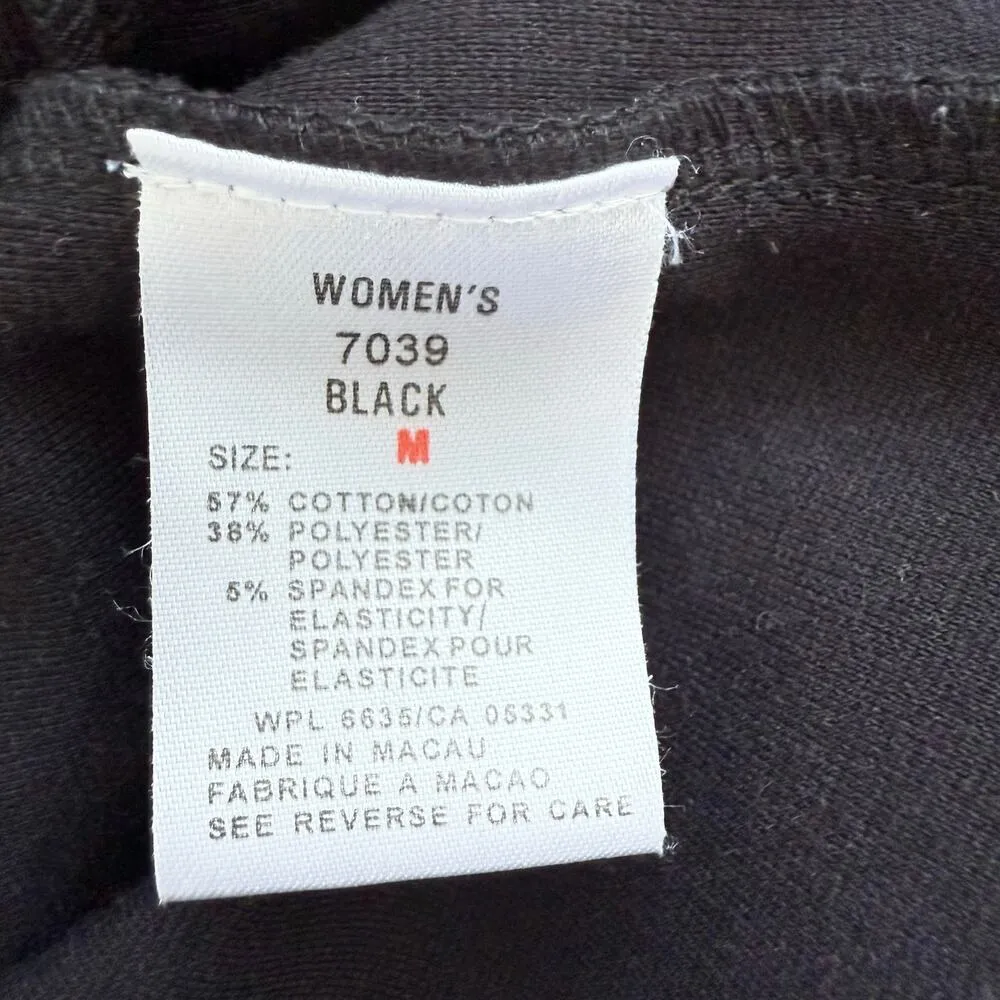 WOMEN'S
7039
BLACK
M
SIZE:
57% COTTON/COTON
38% POLYESTER/
POLYESTER
5% SPANDEX FOR
ELASTICITY/
SPANDEX POUR
ELASTICITE
WPL 6635/CA 05331
MADE IN MACAU
FABRIQUE A MACAO
SEE REVERSE FOR CARE